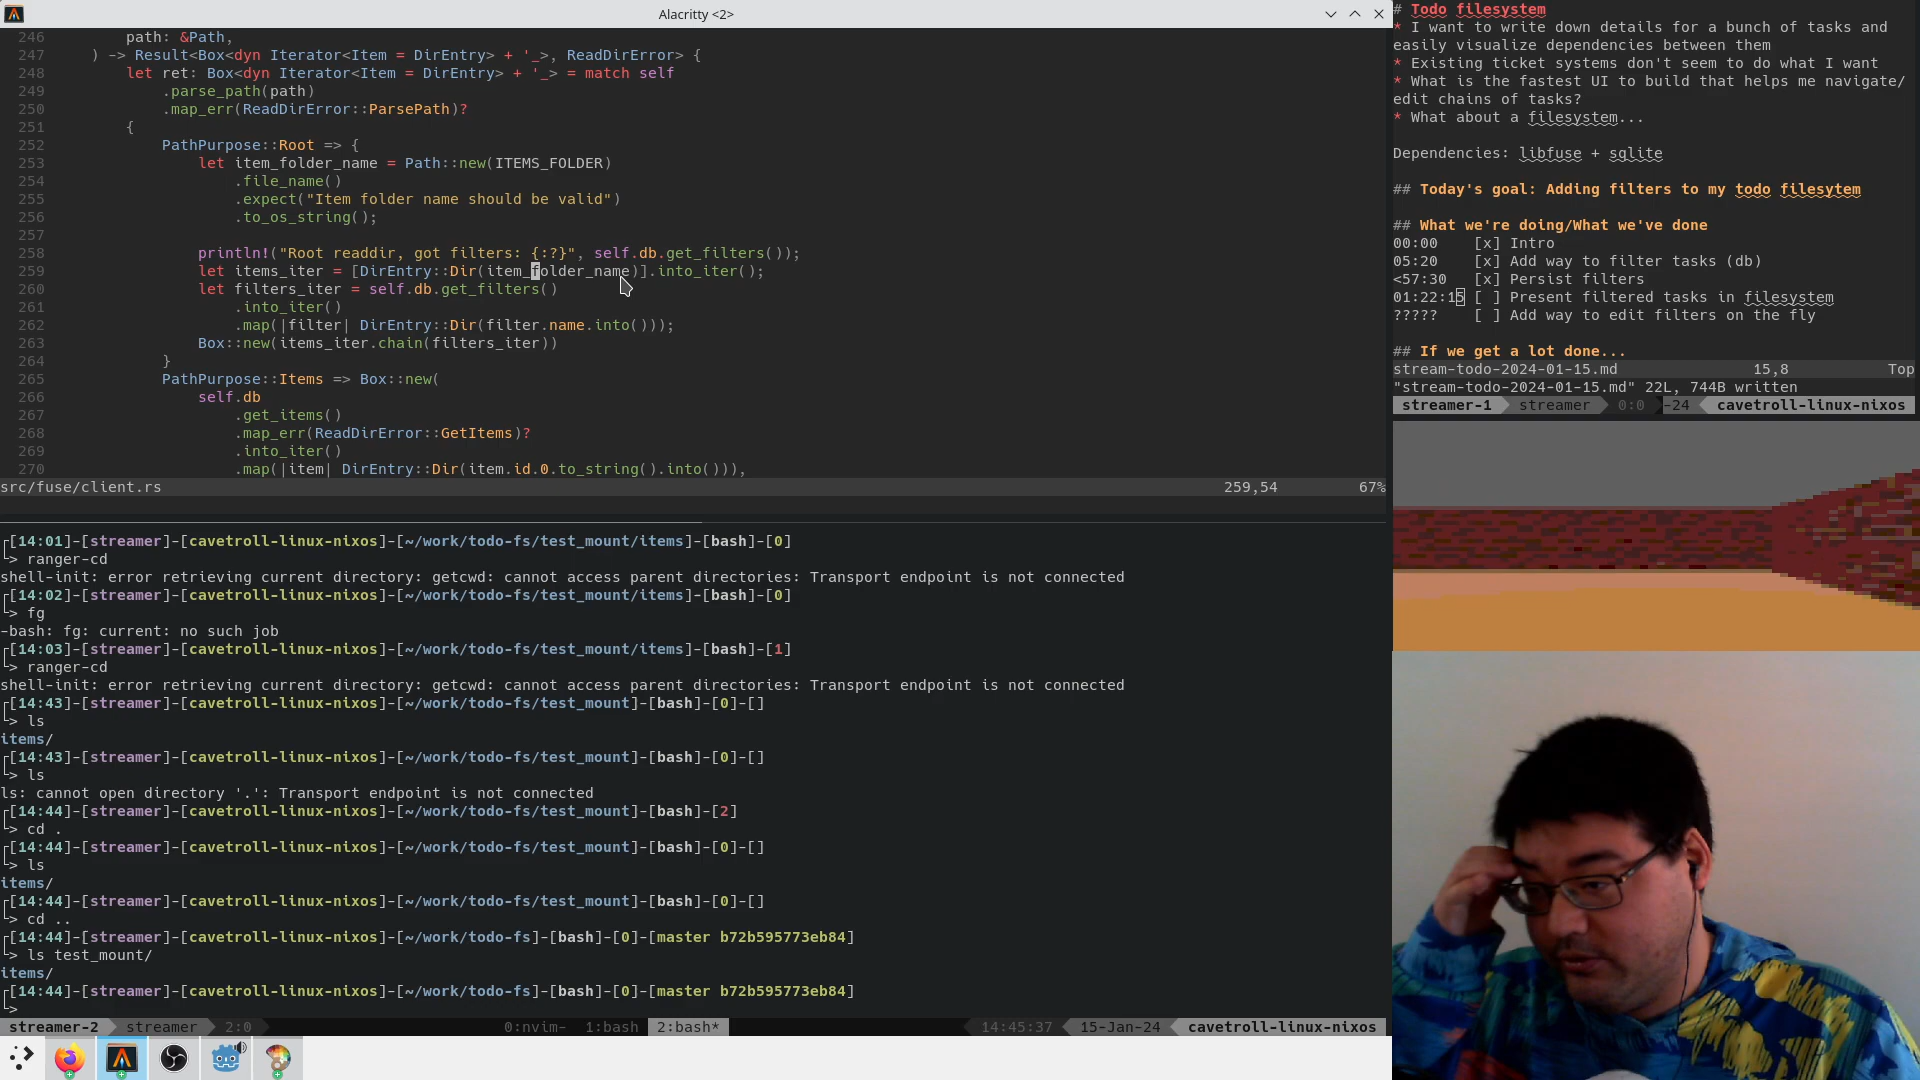 Alacritty <2>
246         path: &Path,
247     ) -> Result<Box<dyn Iterator<Item = DirEntry> + '_>, ReadDirError> {
248         let ret: Box<dyn Iterator<Item = DirEntry> + '_> = match self
249             .parse_path(path)
250             .map_err(ReadDirError::ParsePath)?
251         {
252             PathPurpose::Root => {
253                 let item_folder_name = Path::new(ITEMS_FOLDER)
254                     .file_name()
255                     .expect("Item folder name should be valid")
256                     .to_os_string();
257
258                 println!("Root readdir, got filters: {:?}", self.db.get_filters());
259                 let items_iter = [DirEntry::Dir(item_folder_name)].into_iter();
260                 let filters_iter = self.db.get_filters()
261                     .into_iter()
262                     .map(|filter| DirEntry::Dir(filter.name.into()));
263                 Box::new(items_iter.chain(filters_iter))
264             }
265             PathPurpose::Items => Box::new(
266                 self.db
267                     .get_items()
268                     .map_err(ReadDirError::GetItems)?
269                     .into_iter()
270                     .map(|item| DirEntry::Dir(item.id.0.to_string().into())),
src/fuse/client.rs 259,54 67%
┌[14:01]-[streamer]-[cavetroll-linux-nixos]-[~/work/todo-fs/test_mount/items]-[bash]-[0]
└> ranger-cd
shell-init: error retrieving current directory: getcwd: cannot access parent directories: Transport endpoint is not connected
┌[14:02]-[streamer]-[cavetroll-linux-nixos]-[~/work/todo-fs/test_mount/items]-[bash]-[0]
└> fg
-bash: fg: current: no such job
┌[14:03]-[streamer]-[cavetroll-linux-nixos]-[~/work/todo-fs/test_mount/items]-[bash]-[1]
└> ranger-cd
shell-init: error retrieving current directory: getcwd: cannot access parent directories: Transport endpoint is not connected
┌[14:43]-[streamer]-[cavetroll-linux-nixos]-[~/work/todo-fs/test_mount]-[bash]-[0]-[]
└> ls
items/
┌[14:43]-[streamer]-[cavetroll-linux-nixos]-[~/work/todo-fs/test_mount]-[bash]-[0]-[]
└> ls
ls: cannot open directory '.': Transport endpoint is not connected
┌[14:44]-[streamer]-[cavetroll-linux-nixos]-[~/work/todo-fs/test_mount]-[bash]-[2]
└> cd .
┌[14:44]-[streamer]-[cavetroll-linux-nixos]-[~/work/todo-fs/test_mount]-[bash]-[0]-[]
└> ls
items/
┌[14:44]-[streamer]-[cavetroll-linux-nixos]-[~/work/todo-fs/test_mount]-[bash]-[0]-[]
└> cd ..
┌[14:44]-[streamer]-[cavetroll-linux-nixos]-[~/work/todo-fs]-[bash]-[0]-[master b72b595773eb84]
└> ls test_mount/
items/
┌[14:44]-[streamer]-[cavetroll-linux-nixos]-[~/work/todo-fs]-[bash]-[0]-[master b72b595773eb84]
└>
streamer-2 streamer 2:0 0:nvim- 1:bash 2:bash* 14:45:37 15-Jan-24 cavetroll-linux-nixos
# Todo filesystem
* I want to write down details for a bunch of tasks and
easily visualize dependencies between them
* Existing ticket systems don't seem to do what I want
* What is the fastest UI to build that helps me navigate/
edit chains of tasks?
* What about a filesystem...
Dependencies: libfuse + sqlite
## Today's goal: Adding filters to my todo filesytem
## What we're doing/What we've done
00:00    [x] Intro
05:20    [x] Add way to filter tasks (db)
<57:30   [x] Persist filters
01:22:15 [ ] Present filtered tasks in filesystem
?????    [ ] Add way to edit filters on the fly
## If we get a lot done...
stream-todo-2024-01-15.md 15,8 Top
"stream-todo-2024-01-15.md" 22L, 744B written
streamer-1 streamer 0:0 -24 cavetroll-linux-nixos